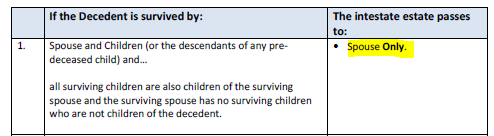 If the Decedent is survived by:
The intestate estate passes
to:
1.
Spouse and Children (or the descendants of any pre-
deceased child) and…
all surviving children are also children of the surviving
spouse and the surviving spouse has no surviving children
who are not children of the decedent.
• Spouse Only.